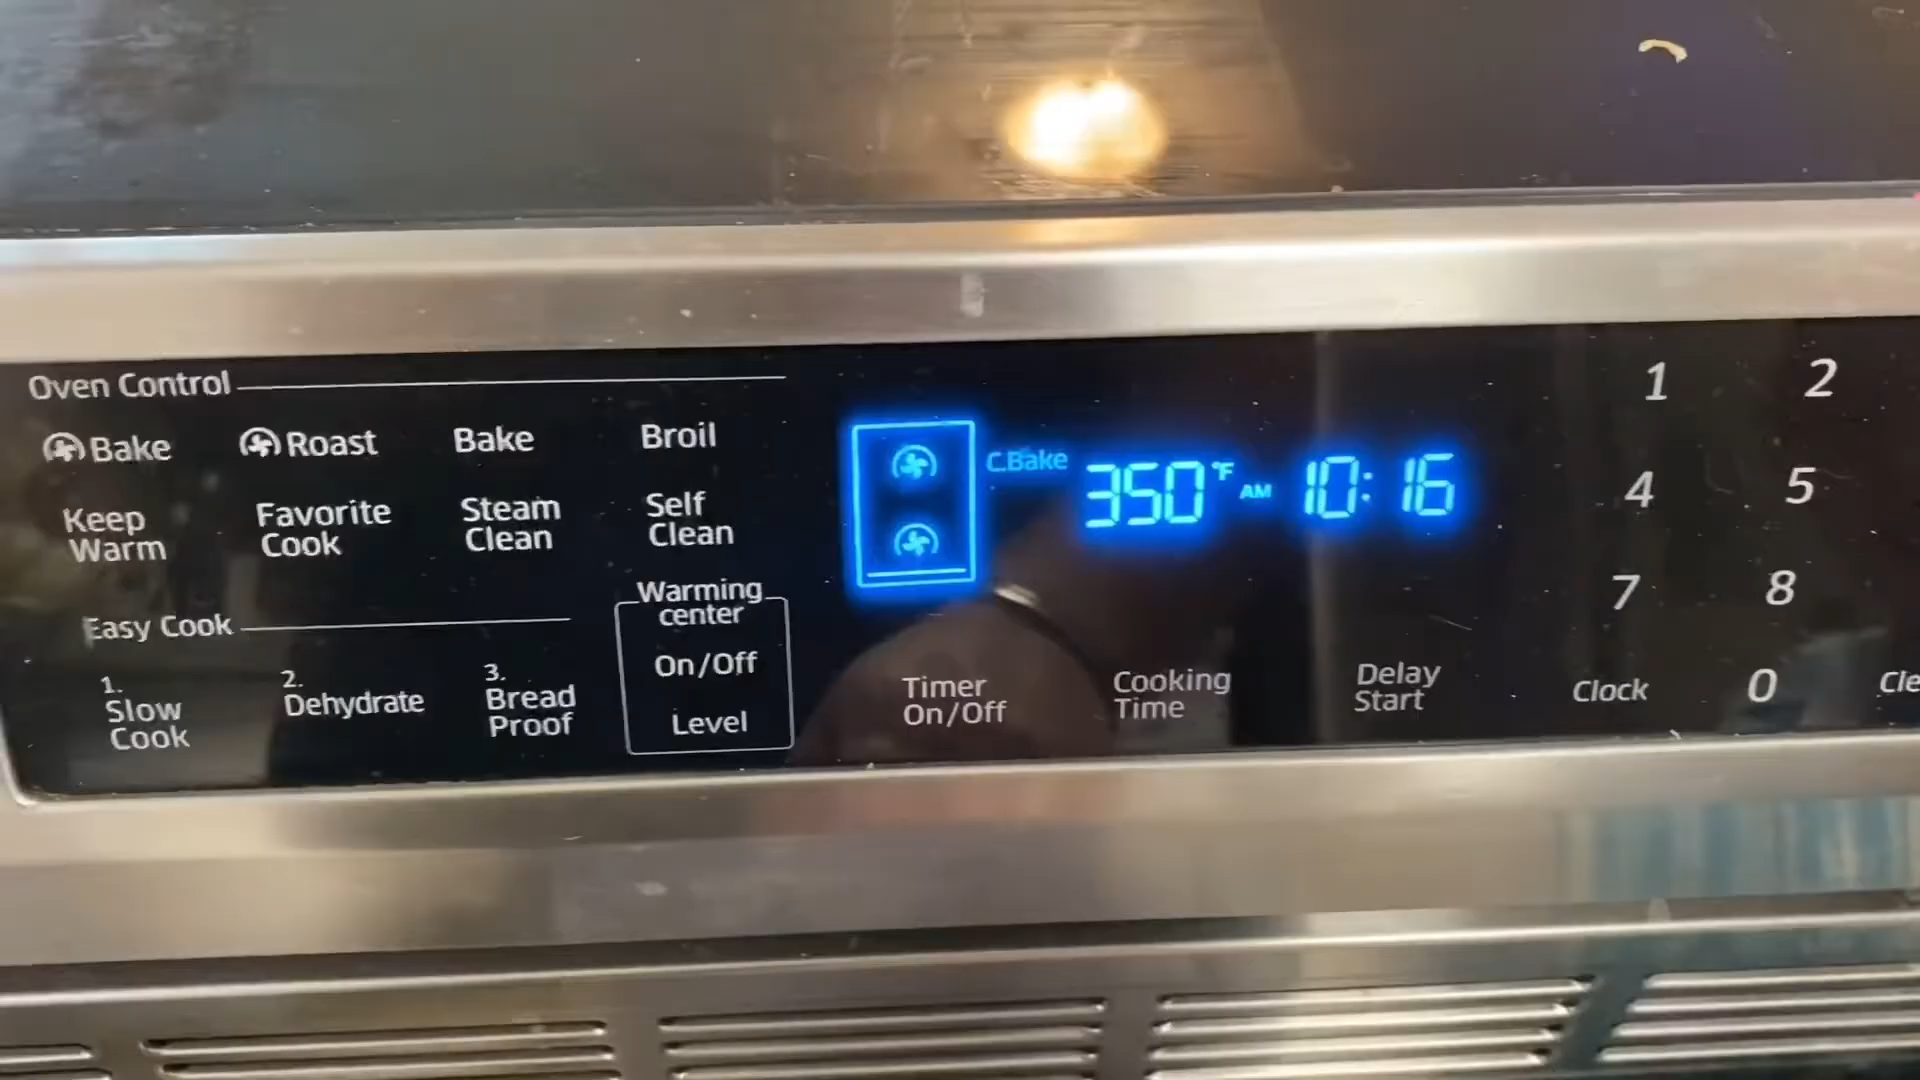 Oven Control
Bake Roast Bake Broil
Keep Warm
Favorite Cook
Steam Clean
Self Clean
Easy Cook
1. Slow Cook
2. Dehydrate
3. Bread Proof
Warming center
On/Off
Level
C.Bake 350°F AM 10:16
Timer On/Off
Cooking Time
Delay Start
1 2
4 5
7 8
Clock 0